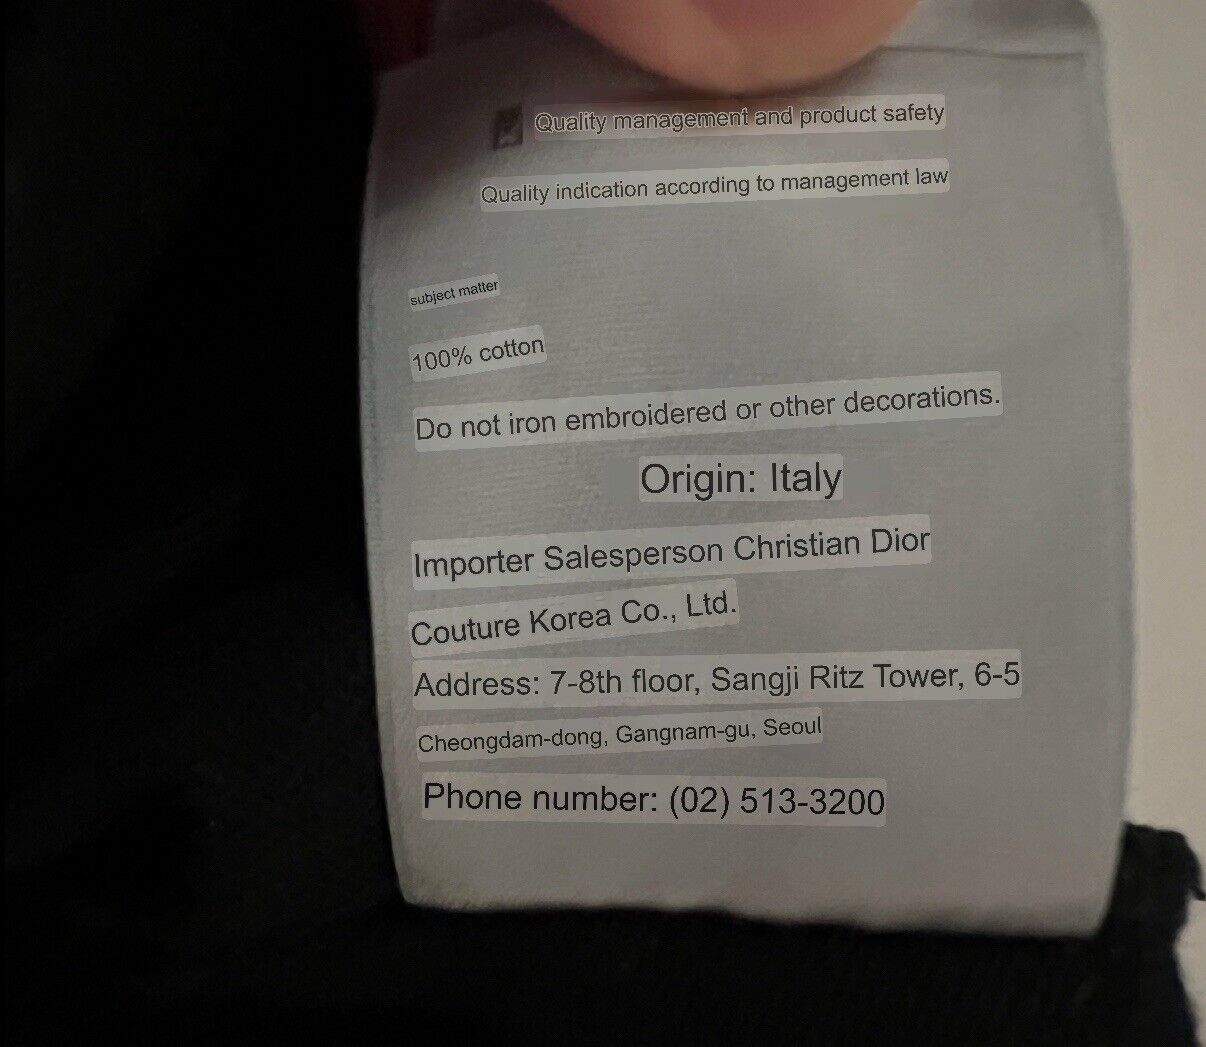 Quality management and product safety
Quality indication according to management law
subject matter
100% cotton
Do not iron embroidered or other decorations.
Origin: Italy
Importer Salesperson Christian Dior
Couture Korea Co., Ltd.
Address: 7-8th floor, Sangji Ritz Tower, 6-5
Cheongdam-dong, Gangnam-gu, Seoul
Phone number: (02) 513-3200